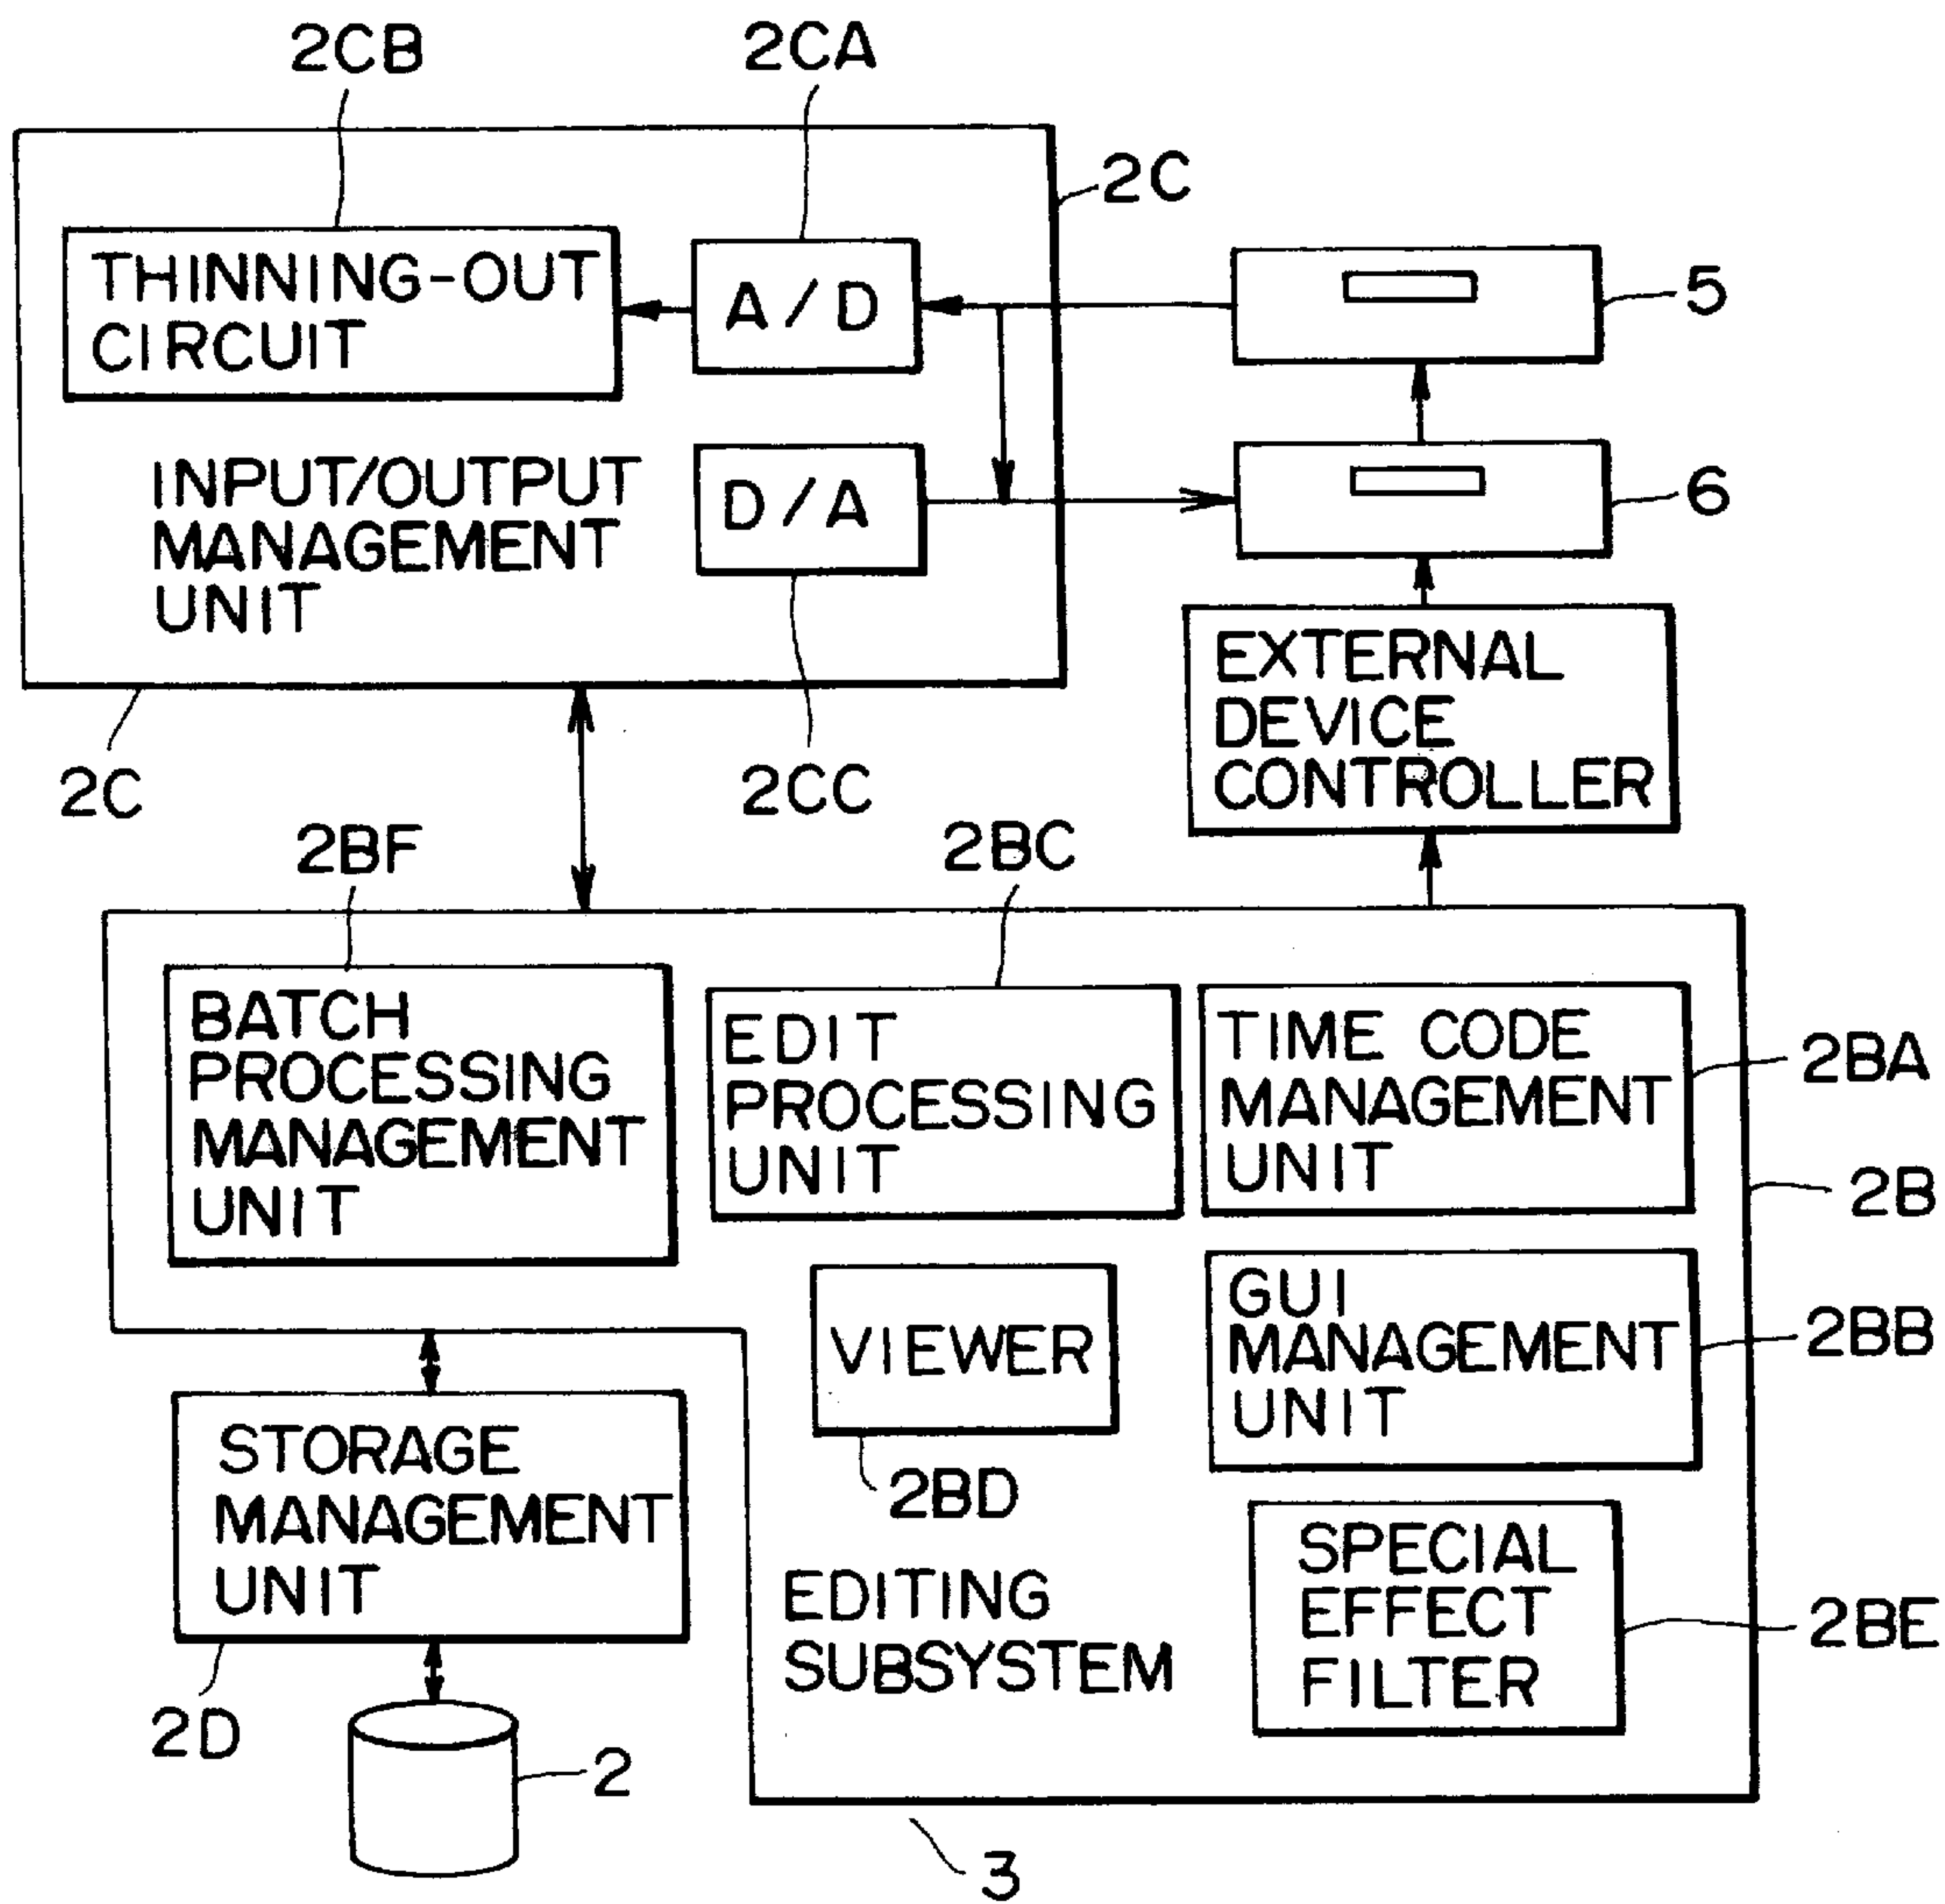 2CB
2CA
2C
THINNING-OUT
CIRCUIT
A/D
5
INPUT/OUTPUT
MANAGEMENT
UNIT
D/A
6
EXTERNAL
DEVICE
CONTROLLER
2C
2CC
2BF
2BC
BATCH
PROCESSING
MANAGEMENT
UNIT
EDIT
PROCESSING
UNIT
TIME CODE
MANAGEMENT
UNIT
2BA
2B
VIEWER
GUI
MANAGEMENT
UNIT
2BB
2BD
STORAGE
MANAGEMENT
UNIT
EDITING
SUBSYSTEM
SPECIAL
EFFECT
FILTER
2BE
2D
2
3